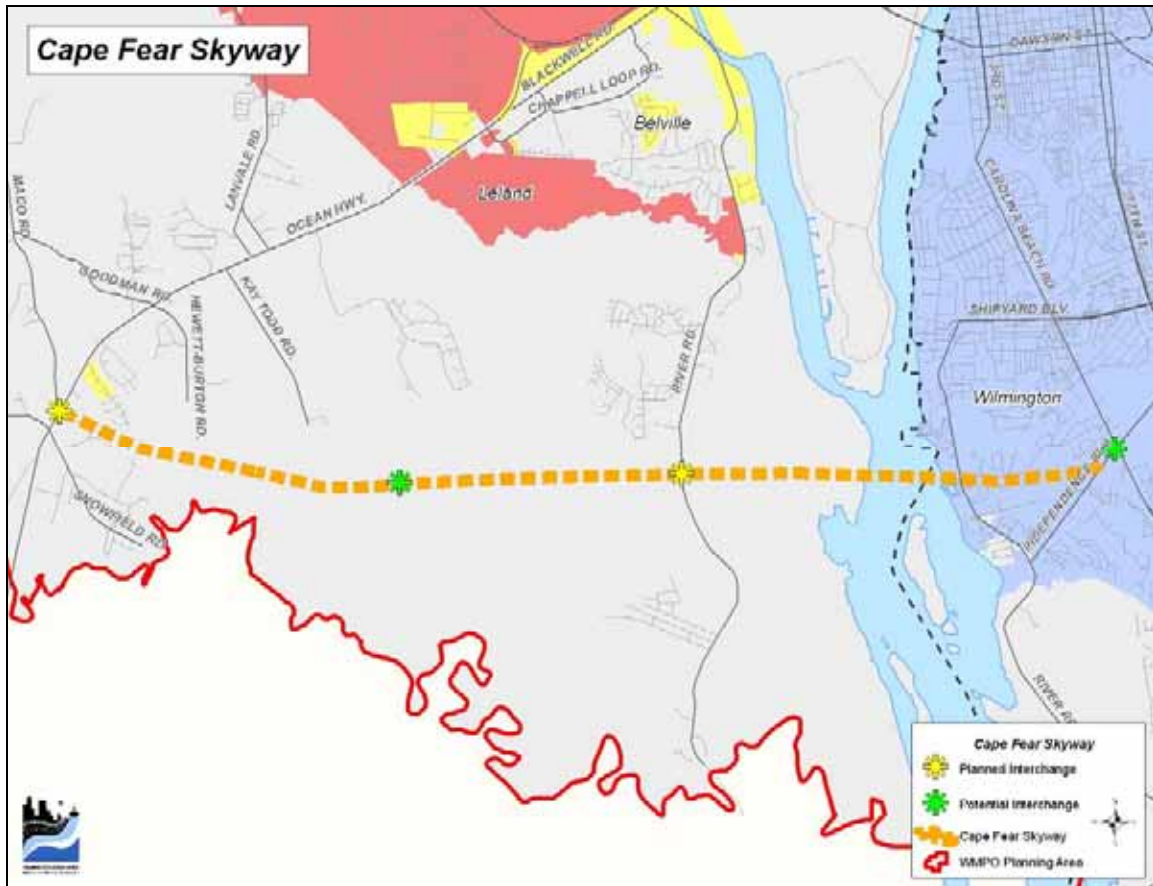 Cape Fear Skyway
BLACKWELL RD.
CHAPPELL LOOP RD.
Belville
DAWSON ST.
3RD ST.
MACO RD.
LANVALE RD.
OCEAN HWY.
Leland
CAROLINA BEACH RD.
17TH ST.
GOODMAN RD.
HEWETT-BURTON RD.
KAY TODD RD.
RIVER RD.
SHIPYARD BLV.
Wilmington
INDEPENDENCE
SNOWFIELD RD.
RIVER RD.
Cape Fear Skyway
Planned Interchange
Potential Interchange
Cape Fear Skyway
WMPO Planning Area